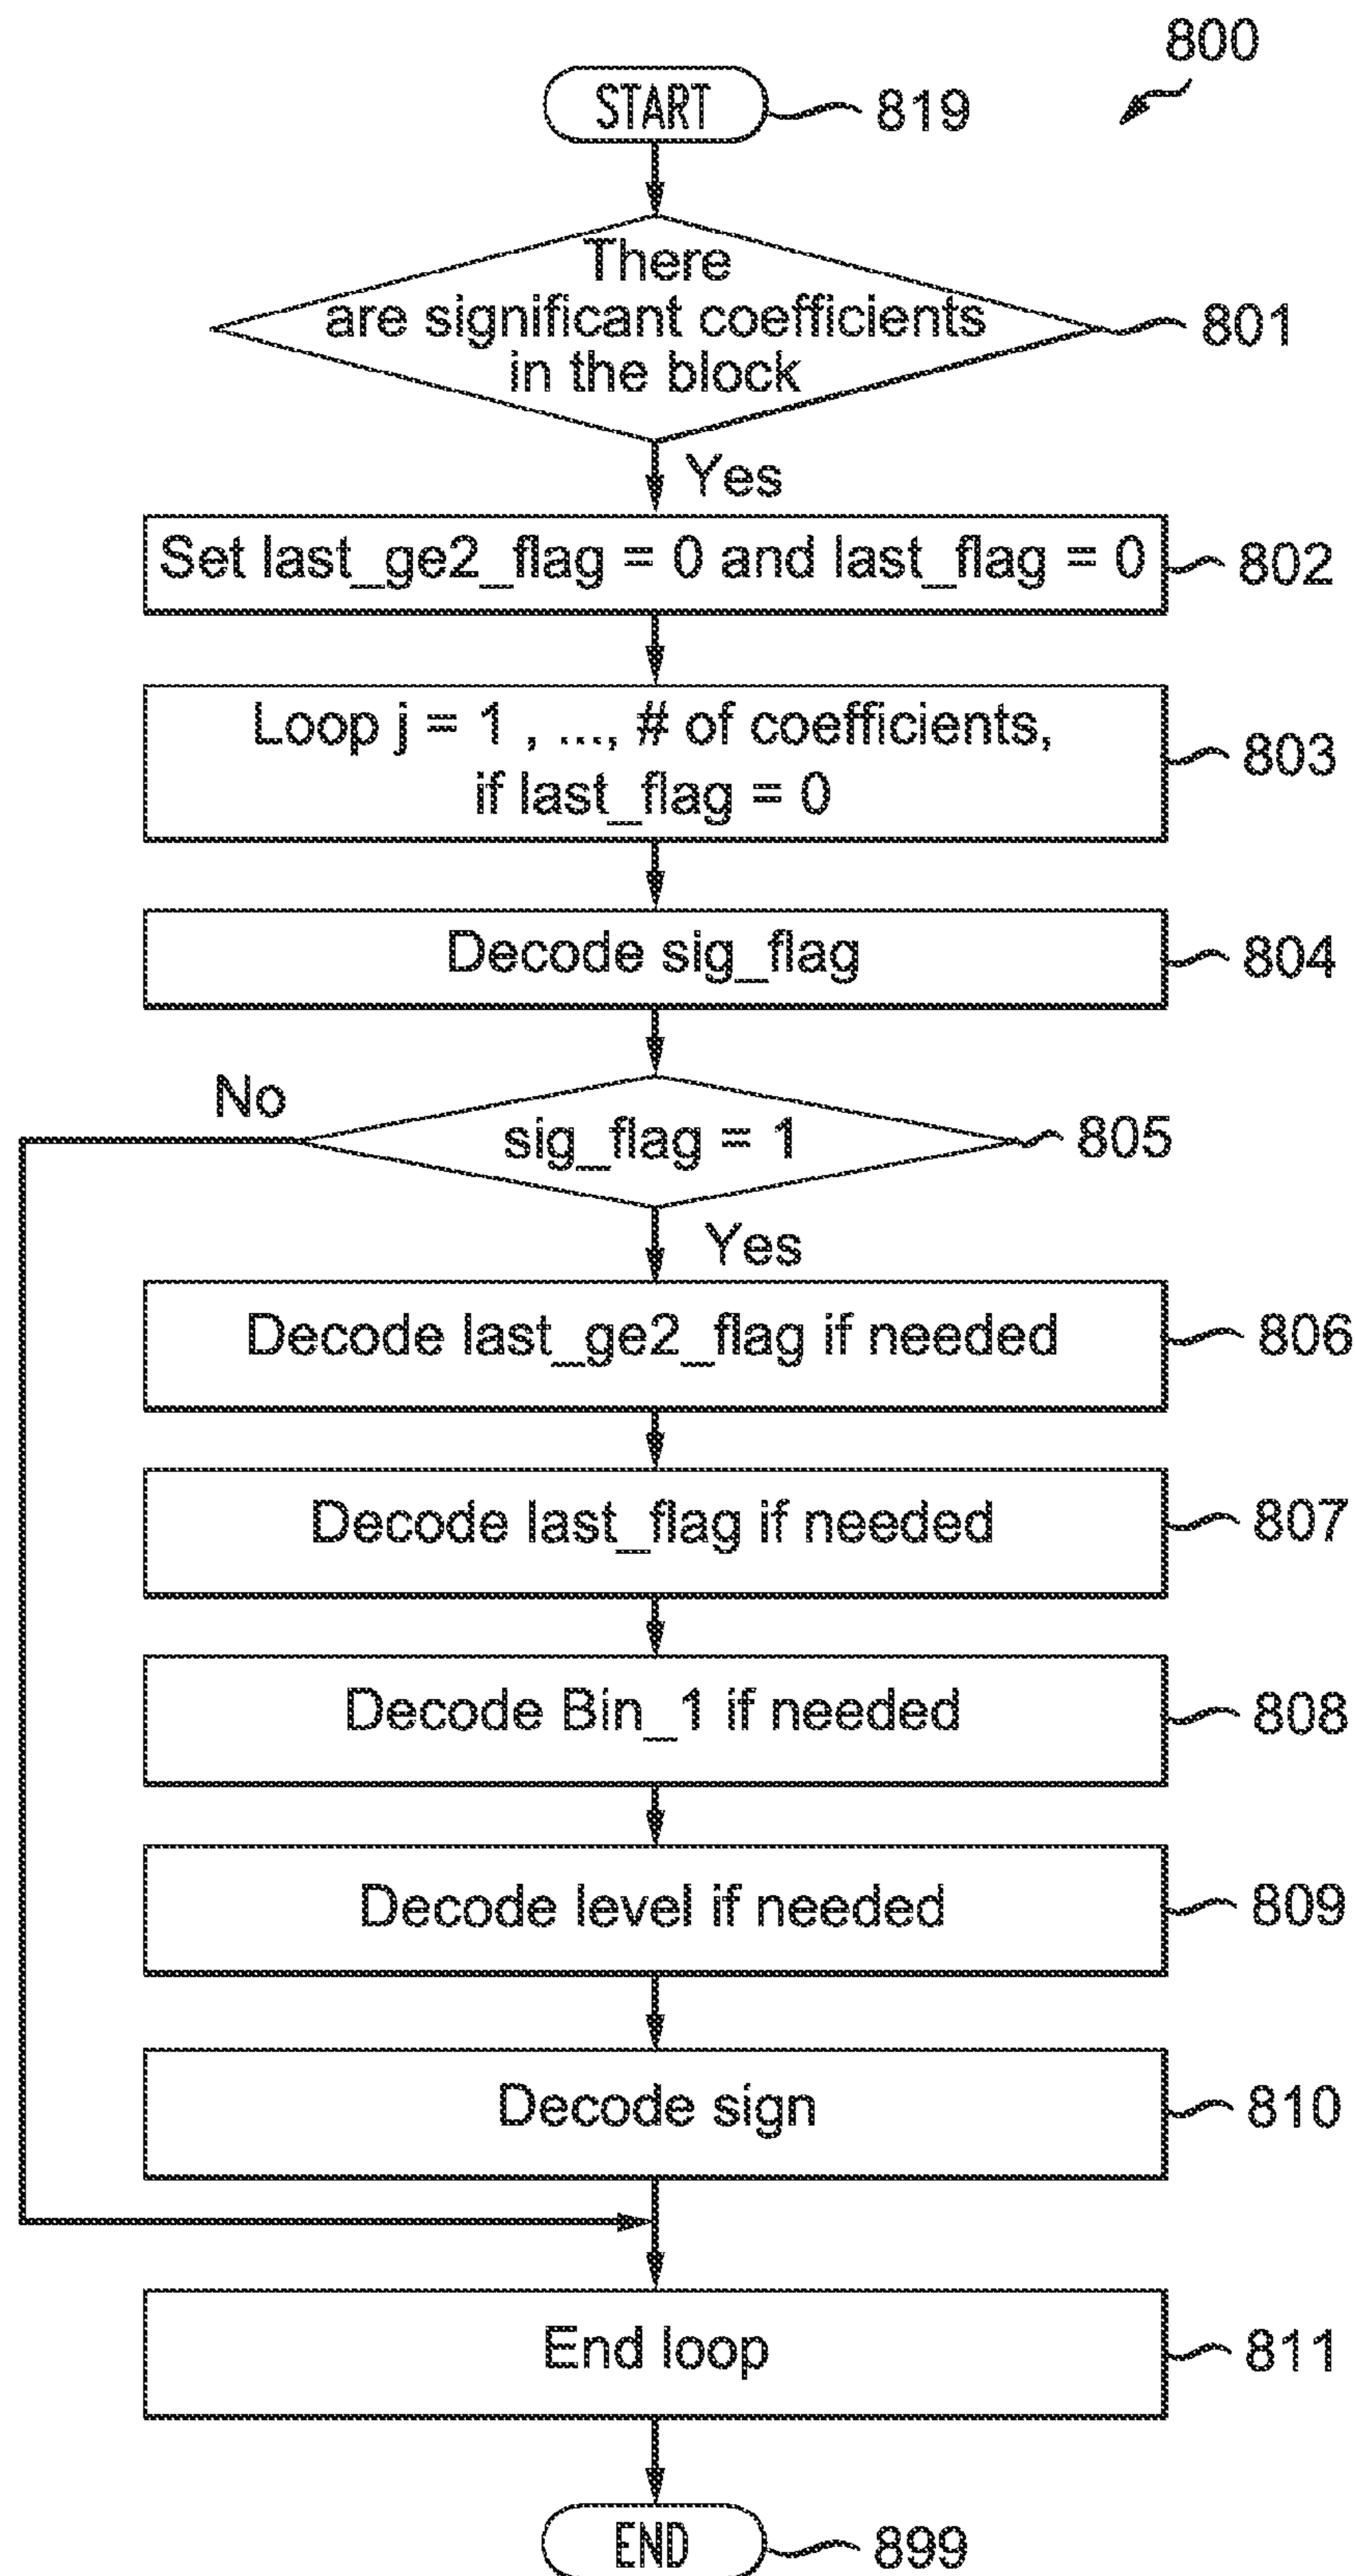 800
START
819
There
are significant coefficients
in the block
801
Yes
Set last_ge2_flag = 0 and last_flag = 0
802
Loop j = 1 , ..., # of coefficients,
if last_flag = 0
803
Decode sig_flag
804
No
sig_flag = 1
805
Yes
Decode last_ge2_flag if needed
806
Decode last_flag if needed
807
Decode Bin_1 if needed
808
Decode level if needed
809
Decode sign
810
End loop
811
END
899